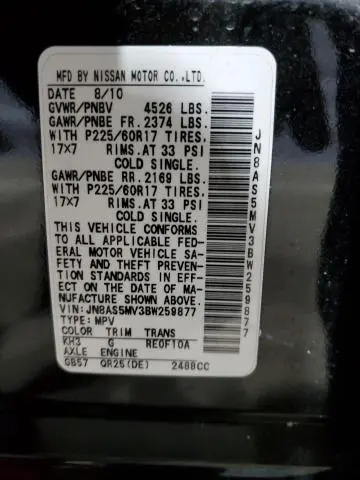 MFD BY NISSAN MOTOR CO.,LTD.
DATE 8/10
GVWR/PNBV 4526 LBS.
GAWR/PNBE FR. 2374 LBS.
WITH P225/60R17 TIRES,
17X7 RIMS.AT 33 PSI
COLD SINGLE.
GAWR/PNBE RR. 2169 LBS.
WITH P225/60R17 TIRES,
17X7 RIMS.AT 33 PSI
COLD SINGLE.
THIS VEHICLE CONFORMS
TO ALL APPLICABLE FED-
ERAL MOTOR VEHICLE SA-
FETY AND THEFT PREVEN-
TION STANDARDS IN EFF-
ECT ON THE DATE OF MA-
NUFACTURE SHOWN ABOVE.
VIN: JN8AS5MV3BW259877
TYPE: MPV
COLOR TRIM TRANS
KH3 G RE0F10A
AXLE ENGINE
GB57 QR25(DE) 2488CC
JN8AS5MV3BW259877